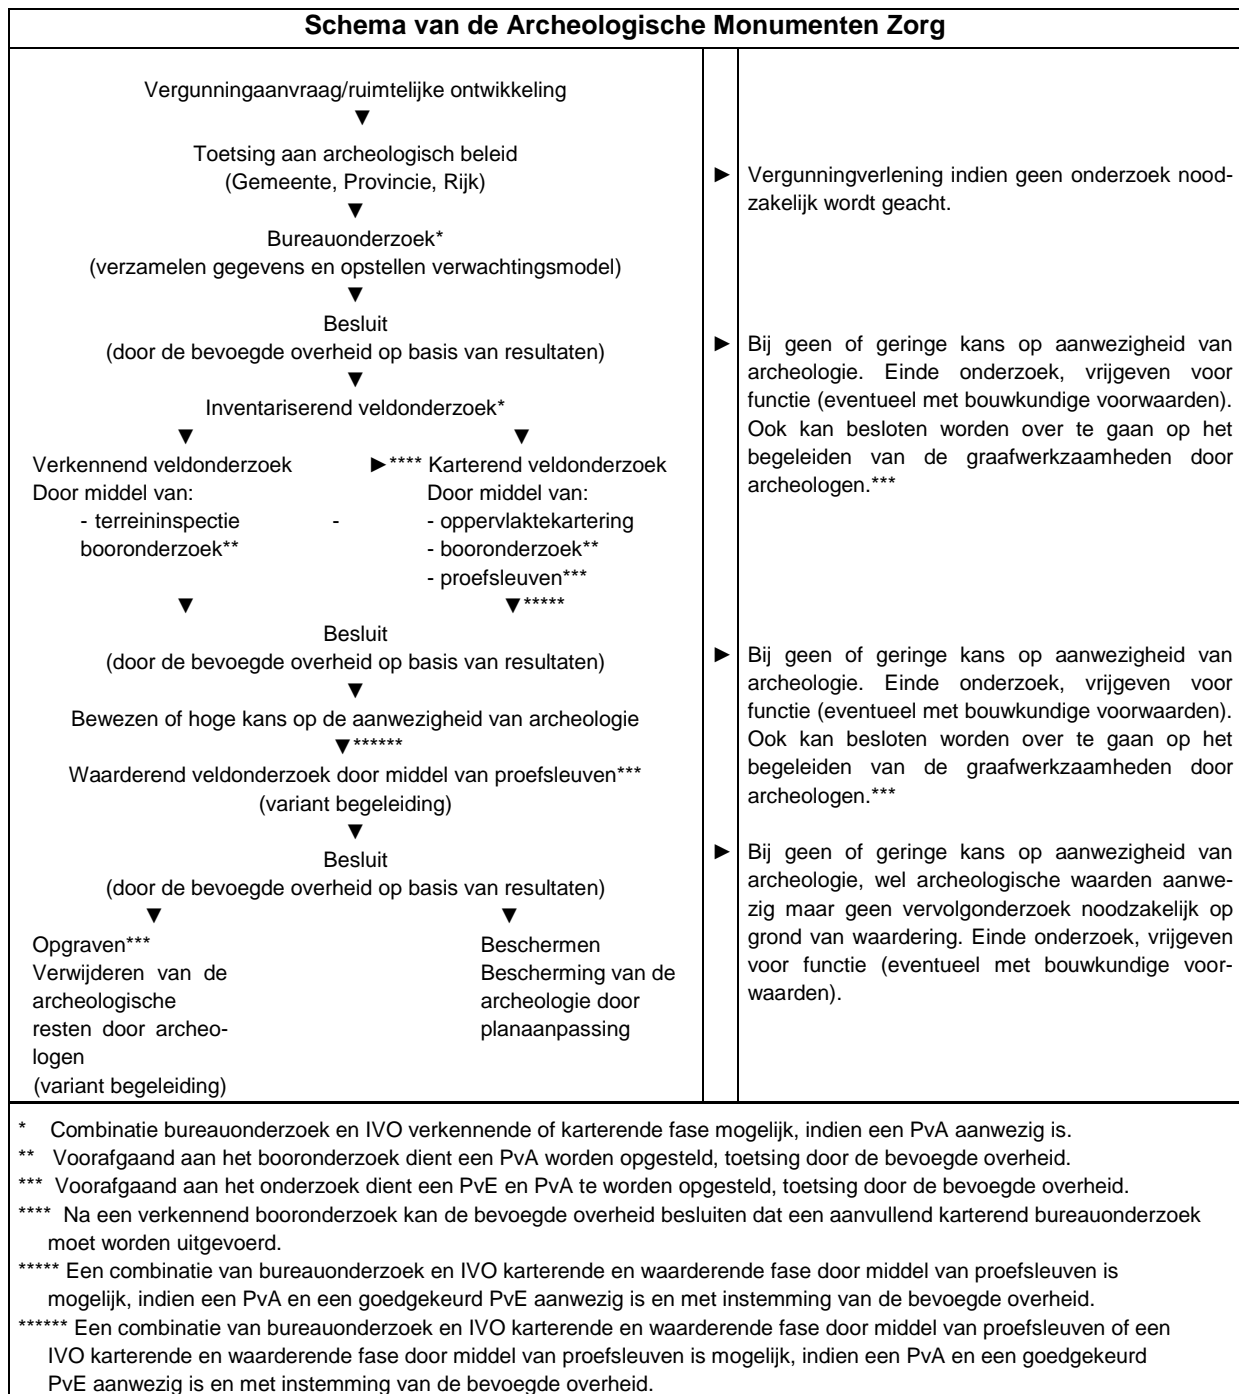 Schema van de Archeologische Monumenten Zorg
Vergunningaanvraag/ruimtelijke ontwikkeling
▼
Toetsing aan archeologisch beleid
(Gemeente, Provincie, Rijk)
▼
Bureauonderzoek*
(verzamelen gegevens en opstellen verwachtingsmodel)
▼
Besluit
(door de bevoegde overheid op basis van resultaten)
▼
Inventariserend veldonderzoek*
▼ ▼
Verkennend veldonderzoek ►**** Karterend veldonderzoek
Door middel van: Door middel van:
- terreininspectie - - oppervlaktekartering
booronderzoek** - booronderzoek**
- proefsleuven***
▼ ▼*****
Besluit
(door de bevoegde overheid op basis van resultaten)
▼
Bewezen of hoge kans op de aanwezigheid van archeologie
▼******
Waarderend veldonderzoek door middel van proefsleuven***
(variant begeleiding)
▼
Besluit
(door de bevoegde overheid op basis van resultaten)
▼ ▼
Opgraven*** Beschermen
Verwijderen van de Bescherming van de
archeologische archeologie door
resten door archeo- planaanpassing
logen
(variant begeleiding)
► Vergunningverlening indien geen onderzoek nood-
zakelijk wordt geacht.
► Bij geen of geringe kans op aanwezigheid van
archeologie. Einde onderzoek, vrijgeven voor
functie (eventueel met bouwkundige voorwaarden).
Ook kan besloten worden over te gaan op het
begeleiden van de graafwerkzaamheden door
archeologen.***
► Bij geen of geringe kans op aanwezigheid van
archeologie. Einde onderzoek, vrijgeven voor
functie (eventueel met bouwkundige voorwaarden).
Ook kan besloten worden over te gaan op het
begeleiden van de graafwerkzaamheden door
archeologen.***
► Bij geen of geringe kans op aanwezigheid van
archeologie, wel archeologische waarden aanwe-
zig maar geen vervolgonderzoek noodzakelijk op
grond van waardering. Einde onderzoek, vrijgeven
voor functie (eventueel met bouwkundige voor-
waarden).
* Combinatie bureauonderzoek en IVO verkennende of karterende fase mogelijk, indien een PvA aanwezig is.
** Voorafgaand aan het booronderzoek dient een PvA worden opgesteld, toetsing door de bevoegde overheid.
*** Voorafgaand aan het onderzoek dient een PvE en PvA te worden opgesteld, toetsing door de bevoegde overheid.
**** Na een verkennend booronderzoek kan de bevoegde overheid besluiten dat een aanvullend karterend bureauonderzoek
moet worden uitgevoerd.
***** Een combinatie van bureauonderzoek en IVO karterende en waarderende fase door middel van proefsleuven is
mogelijk, indien een PvA en een goedgekeurd PvE aanwezig is en met instemming van de bevoegde overheid.
****** Een combinatie van bureauonderzoek en IVO karterende en waarderende fase door middel van proefsleuven of een
IVO karterende en waarderende fase door middel van proefsleuven is mogelijk, indien een PvA en een goedgekeurd
PvE aanwezig is en met instemming van de bevoegde overheid.